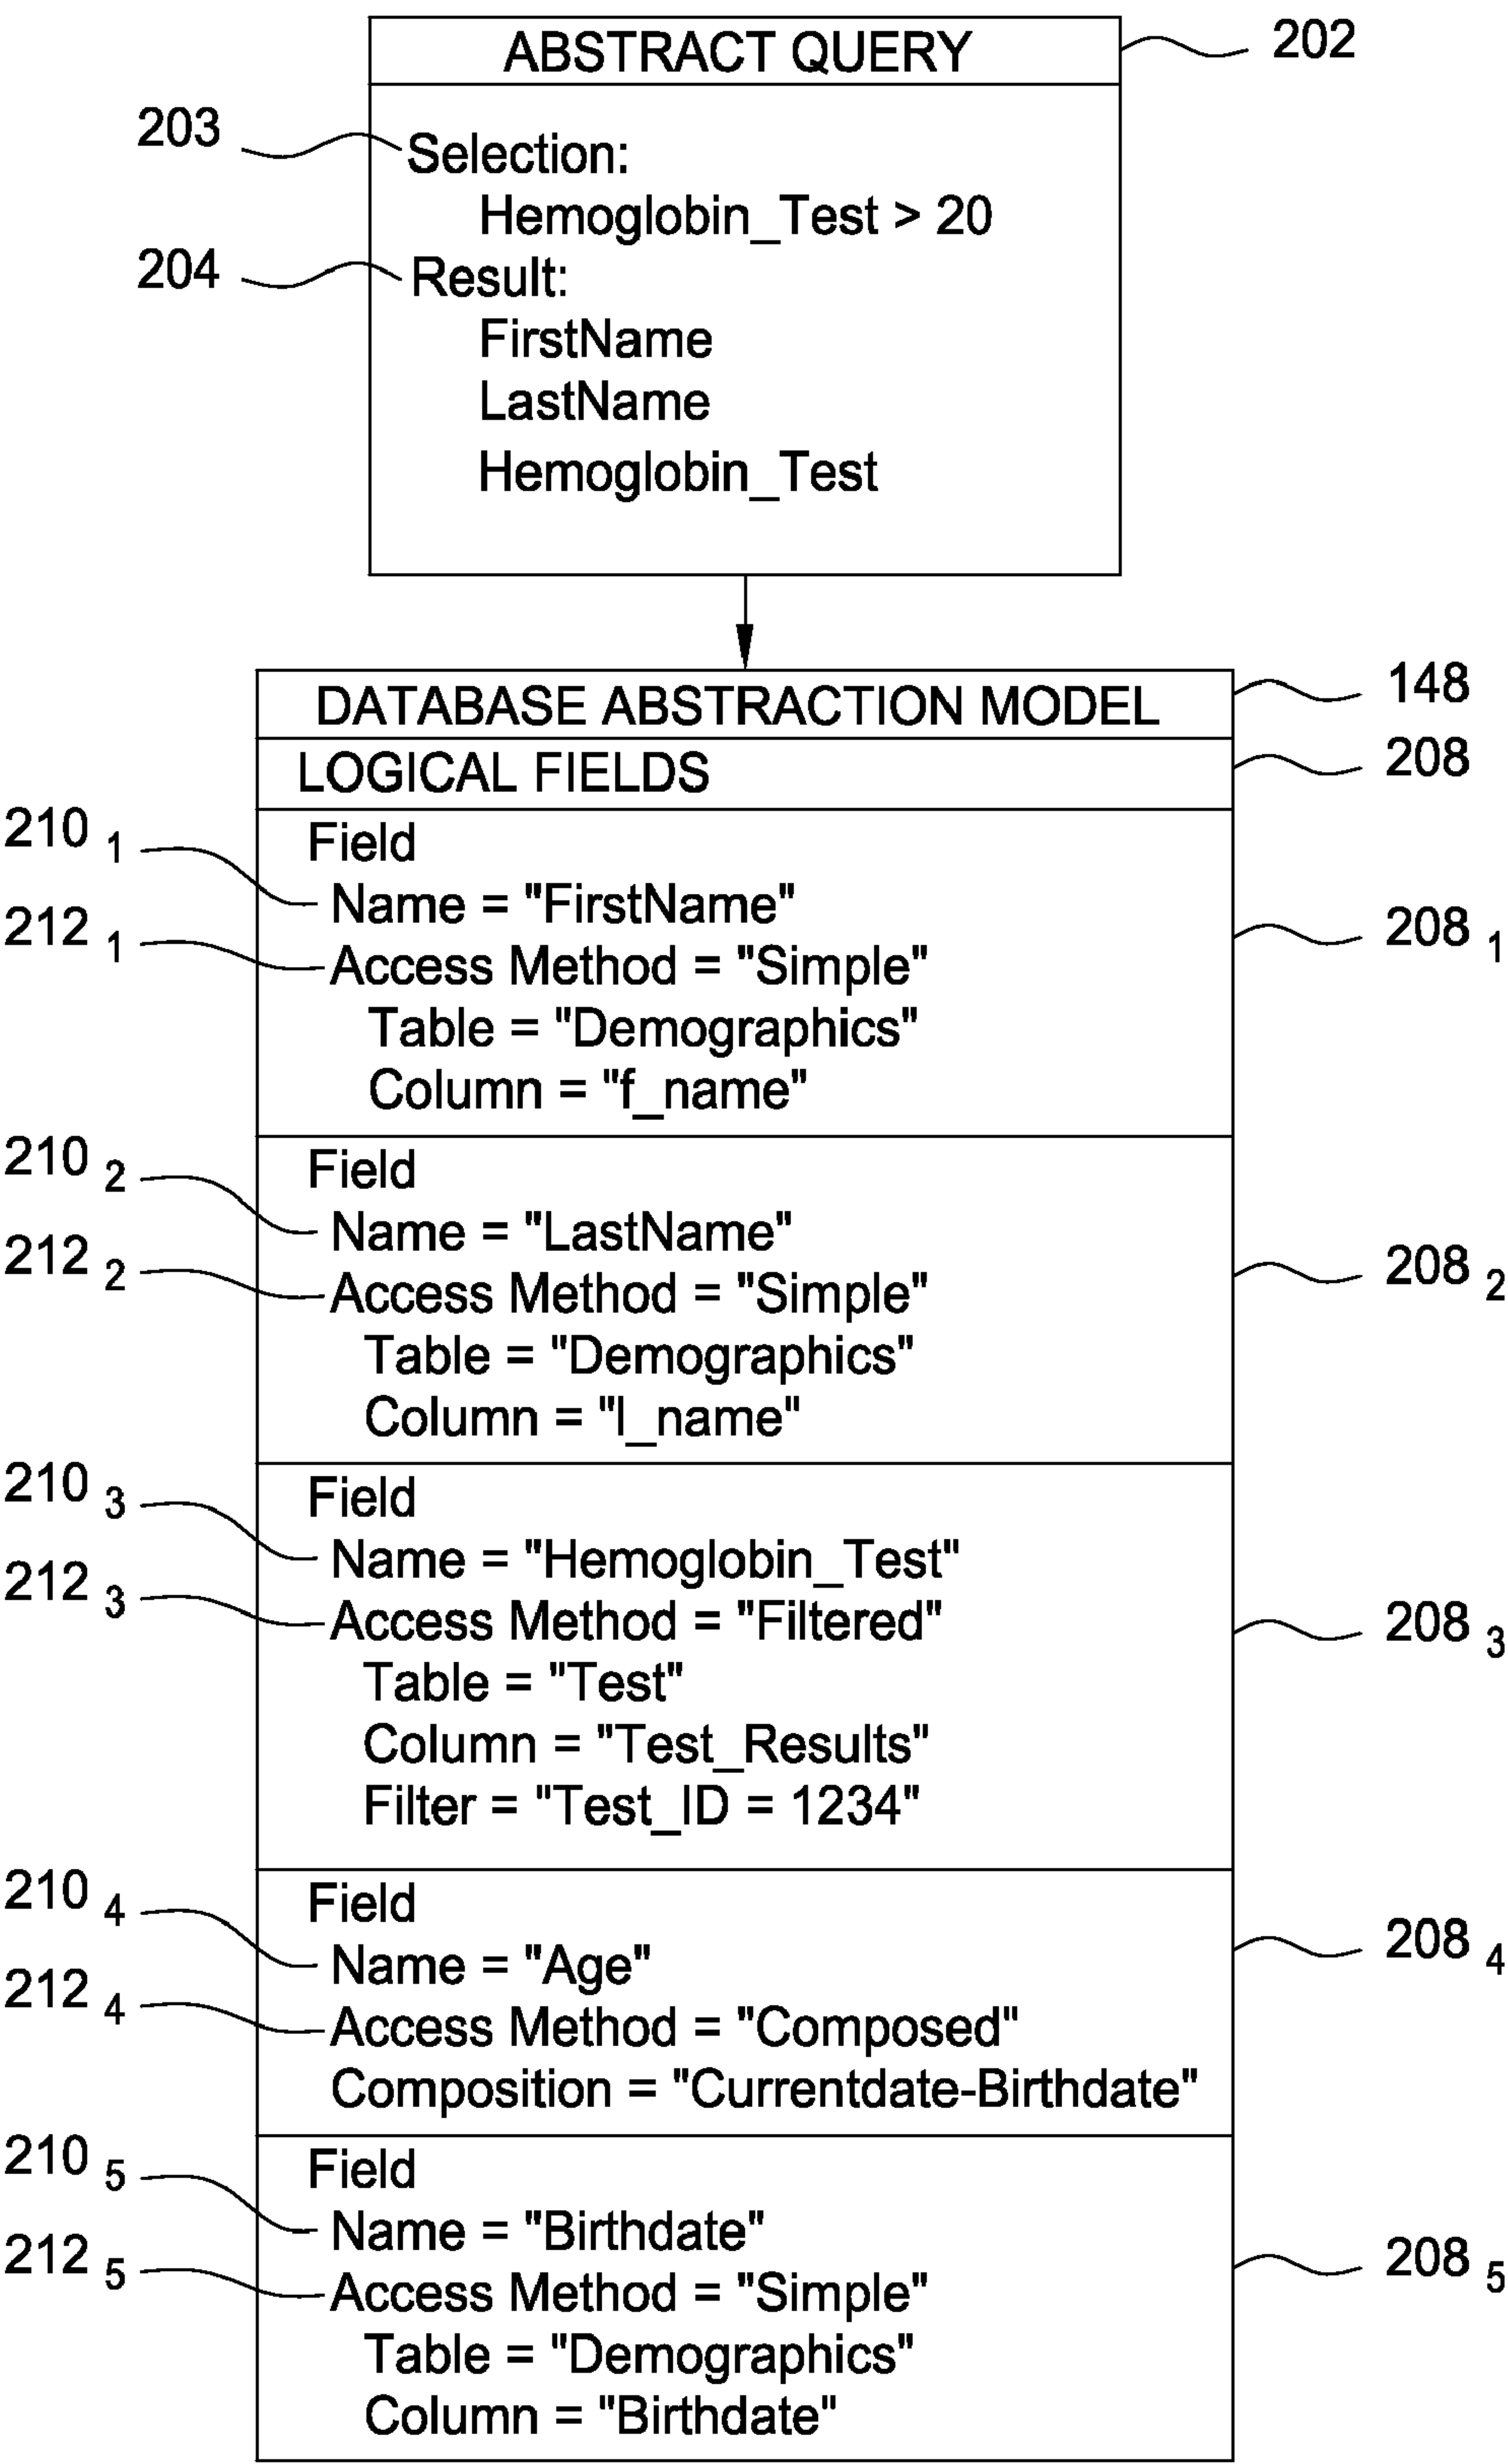 ABSTRACT QUERY 202
203 Selection:
Hemoglobin_Test > 20
204 Result:
FirstName
LastName
Hemoglobin_Test
DATABASE ABSTRACTION MODEL 148
LOGICAL FIELDS 208
Field
210 1 Name = "FirstName"
212 1 Access Method = "Simple" 208 1
Table = "Demographics"
Column = "f_name"
Field
210 2 Name = "LastName"
212 2 Access Method = "Simple" 208 2
Table = "Demographics"
Column = "l_name"
Field
210 3 Name = "Hemoglobin_Test"
212 3 Access Method = "Filtered" 208 3
Table = "Test"
Column = "Test_Results"
Filter = "Test_ID = 1234"
Field
210 4 Name = "Age" 208 4
212 4 Access Method = "Composed"
Composition = "Currentdate-Birthdate"
Field
210 5 Name = "Birthdate"
212 5 Access Method = "Simple" 208 5
Table = "Demographics"
Column = "Birthdate"